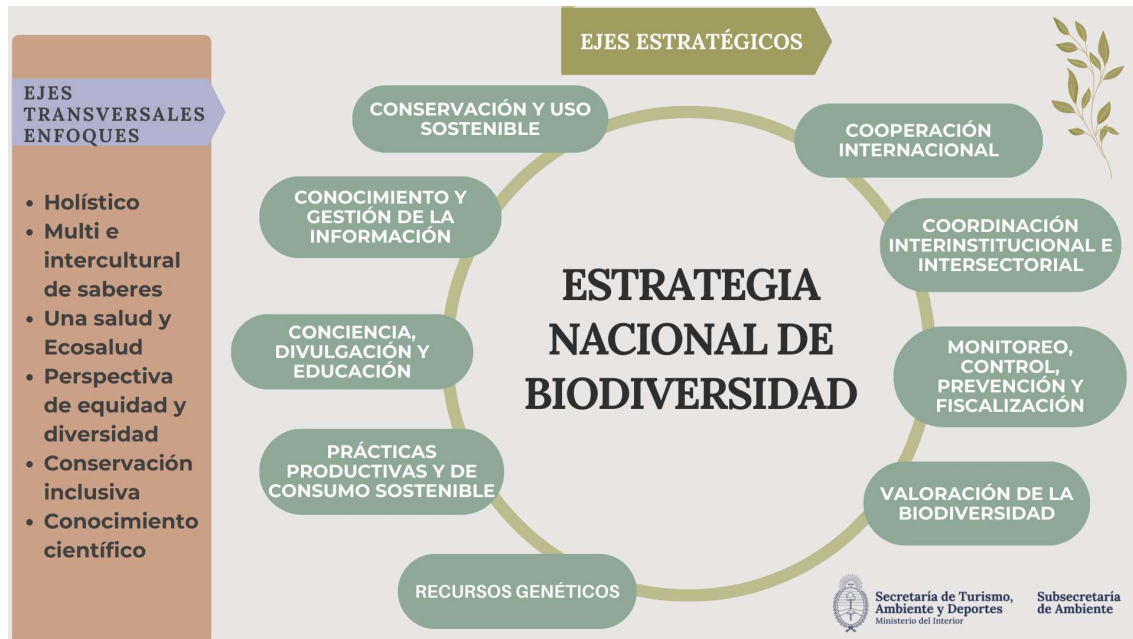 EJES ESTRATÉGICOS
EJES
TRANSVERSALES
ENFOQUES
• Holístico
• Multi e
intercultural
de saberes
• Una salud y
Ecosalud
• Perspectiva
de equidad y
diversidad
• Conservación
inclusiva
• Conocimiento
científico
CONSERVACIÓN Y USO
SOSTENIBLE
CONOCIMIENTO Y
GESTIÓN DE LA
INFORMACIÓN
CONCIENCIA,
DIVULGACIÓN Y
EDUCACIÓN
PRÁCTICAS
PRODUCTIVAS Y DE
CONSUMO SOSTENIBLE
RECURSOS GENÉTICOS
ESTRATEGIA
NACIONAL DE
BIODIVERSIDAD
COOPERACIÓN
INTERNACIONAL
COORDINACIÓN
INTERINSTITUCIONAL E
INTERSECTORIAL
MONITOREO,
CONTROL,
PREVENCIÓN Y
FISCALIZACIÓN
VALORACIÓN DE LA
BIODIVERSIDAD
Secretaría de Turismo,
Ambiente y Deportes
Ministerio del Interior
Subsecretaría
de Ambiente